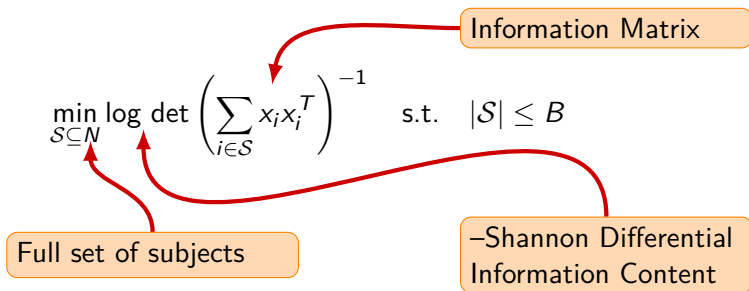 Information Matrix
min log det (∑ x_i x_i^T)^{-1} s.t. |𝒮| ≤ B
𝒮⊆N i∈𝒮
Full set of subjects
–Shannon Differential
Information Content